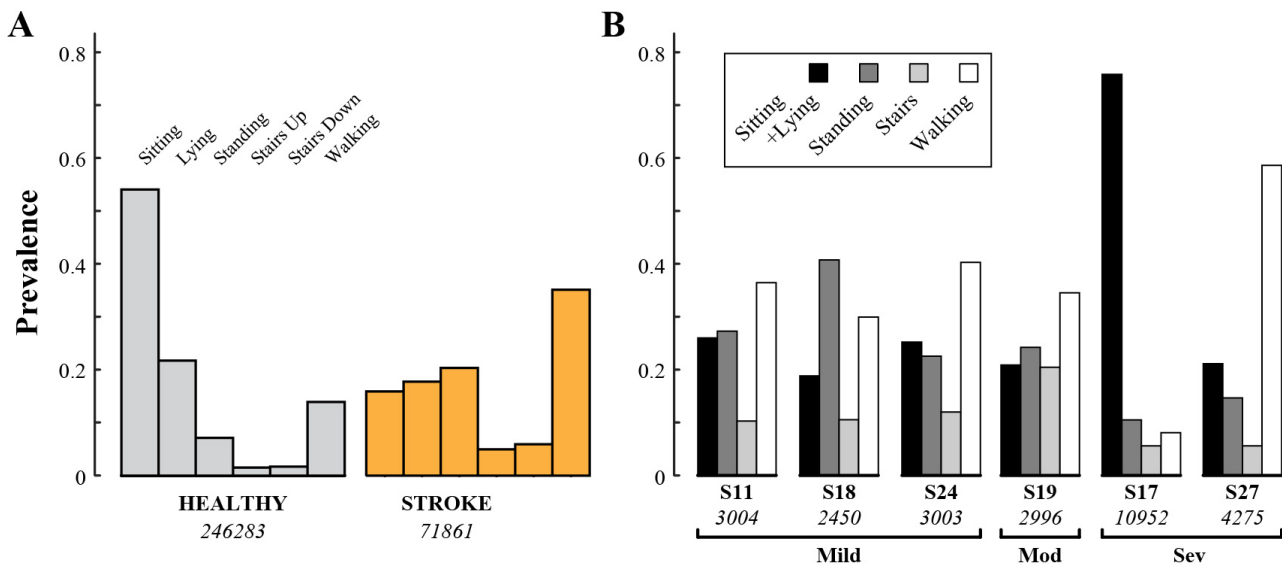 A
Prevalence
0.8
0.6
0.4
0.2
0
Sitting
Lying
Standing
Stairs Up
Stairs Down
Walking
HEALTHY
246283
STROKE
71861
B
0.8
0.6
0.4
0.2
0
Sitting
+Lying
Standing
Stairs
Walking
S11
3004
S18
2450
S24
3003
S19
2996
S17
10952
S27
4275
Mild
Mod
Sev